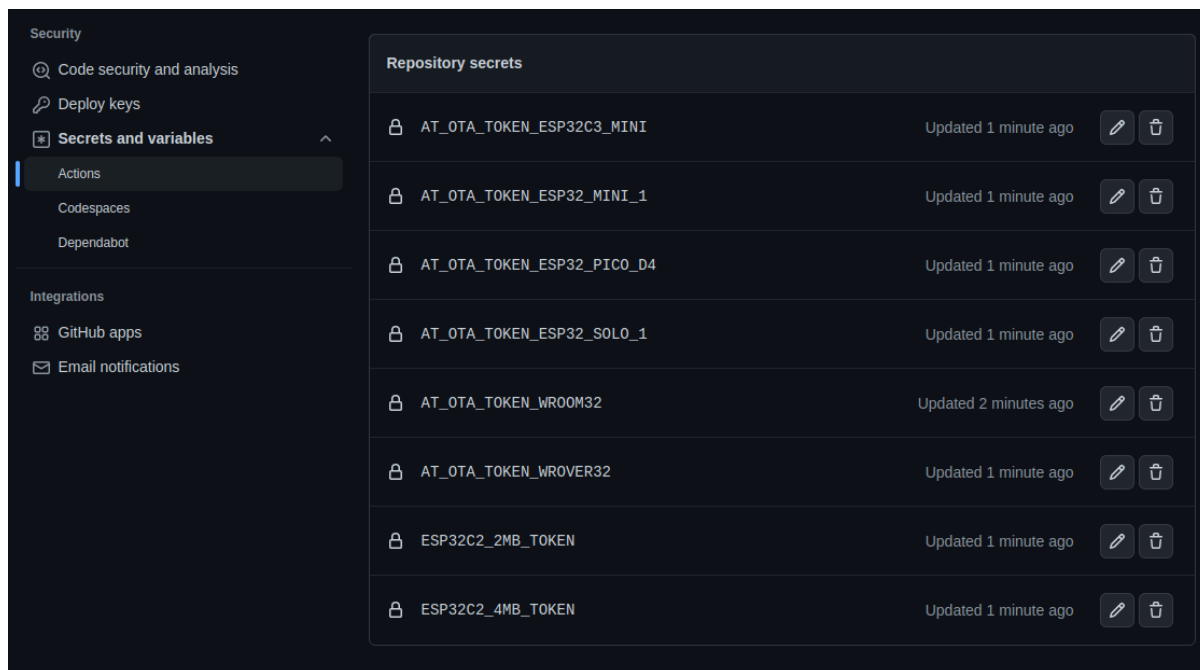 Security
Code security and analysis
Deploy keys
Secrets and variables
Actions
Codespaces
Dependabot
Integrations
GitHub apps
Email notifications
Repository secrets
AT_OTA_TOKEN_ESP32C3_MINI Updated 1 minute ago
AT_OTA_TOKEN_ESP32_MINI_1 Updated 1 minute ago
AT_OTA_TOKEN_ESP32_PICO_D4 Updated 1 minute ago
AT_OTA_TOKEN_ESP32_SOLO_1 Updated 1 minute ago
AT_OTA_TOKEN_WROOM32 Updated 2 minutes ago
AT_OTA_TOKEN_WROVER32 Updated 1 minute ago
ESP32C2_2MB_TOKEN Updated 1 minute ago
ESP32C2_4MB_TOKEN Updated 1 minute ago